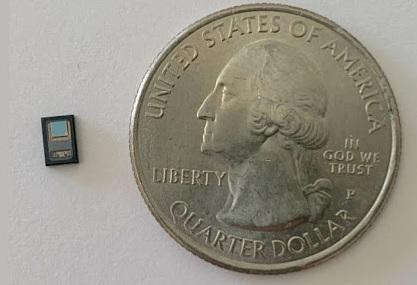 UNITED STATES OF AMERICA
LIBERTY
IN
GOD WE
TRUST
P
QUARTER DOLLAR